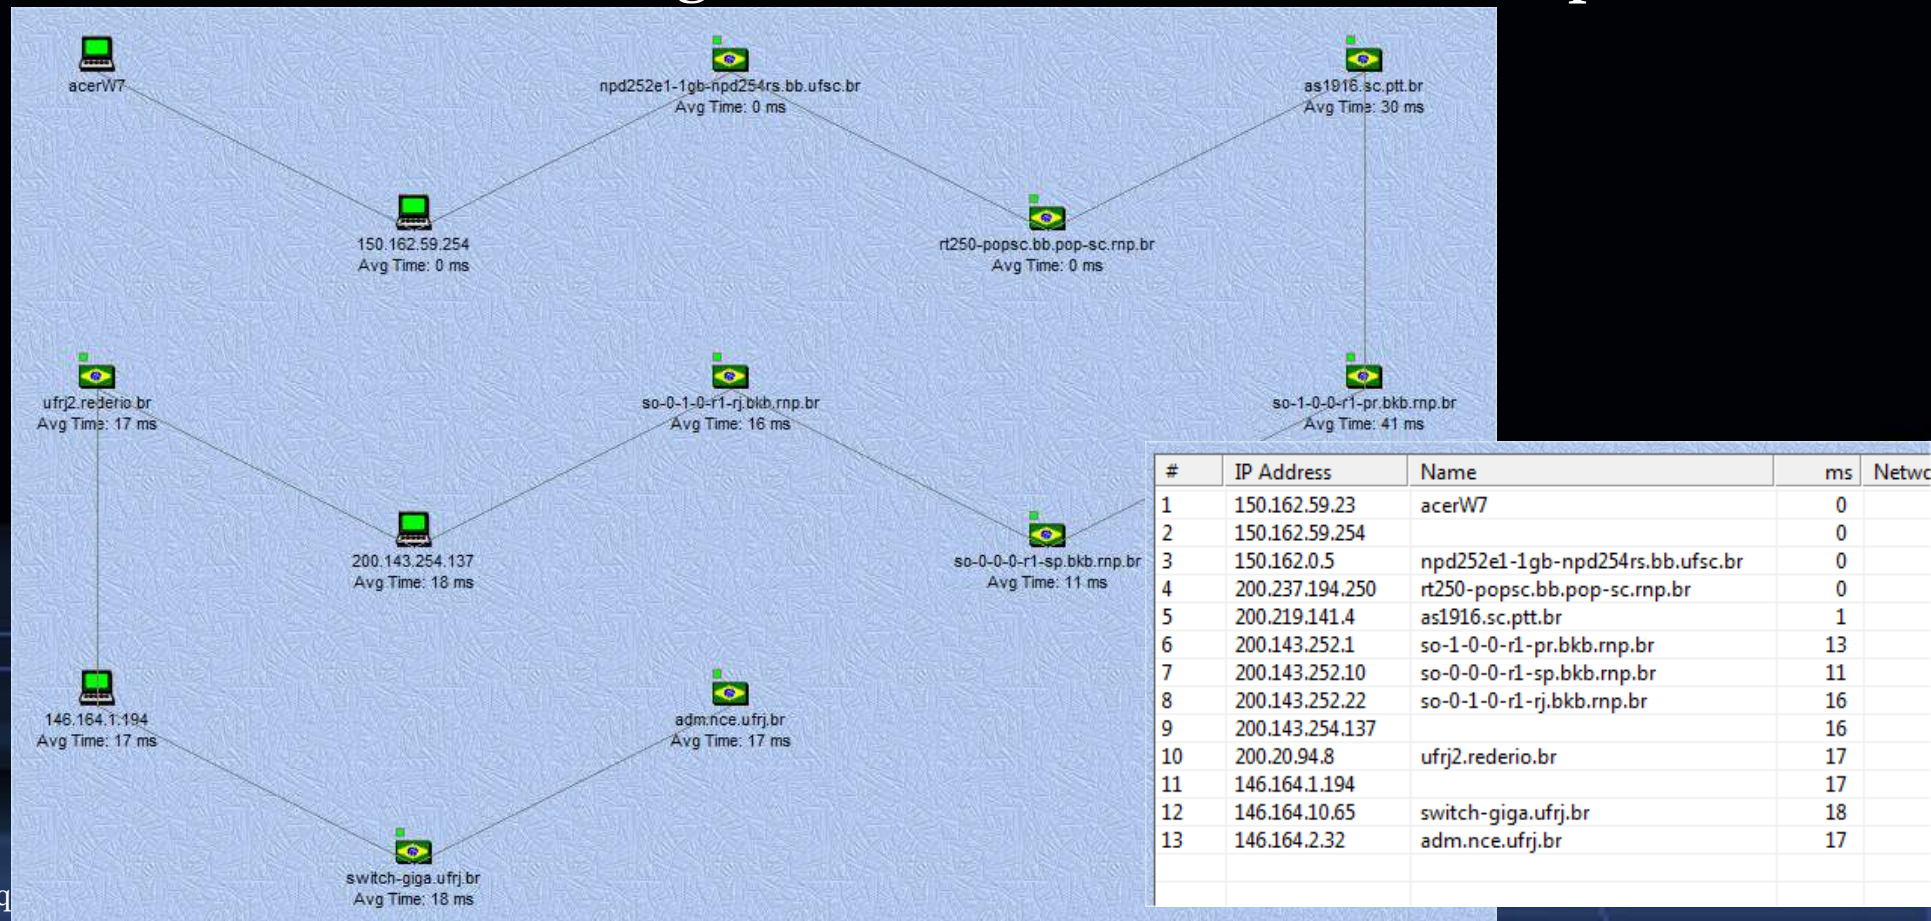 acerW7
npd252e1-1gb-npd254rs.bb.ufsc.br
Avg Time: 0 ms
as1916.sc.ptt.br
Avg Time: 30 ms
150.162.59.254
Avg Time: 0 ms
rt250-popsc.bb.pop-sc.rnp.br
Avg Time: 0 ms
ufrj2.rederio.br
Avg Time: 17 ms
so-0-1-0-r1-rj.bkb.rnp.br
Avg Time: 16 ms
so-1-0-0-r1-pr.bkb.rnp.br
Avg Time: 41 ms
200.143.254.137
Avg Time: 18 ms
so-0-0-0-r1-sp.bkb.rnp.br
Avg Time: 11 ms
146.164.1.194
Avg Time: 17 ms
adm.nce.ufrj.br
Avg Time: 17 ms
switch-giga.ufrj.br
Avg Time: 18 ms
# IP Address Name ms Netwo
1 150.162.59.23 acerW7 0
2 150.162.59.254 0
3 150.162.0.5 npd252e1-1gb-npd254rs.bb.ufsc.br 0
4 200.237.194.250 rt250-popsc.bb.pop-sc.rnp.br 0
5 200.219.141.4 as1916.sc.ptt.br 1
6 200.143.252.1 so-1-0-0-r1-pr.bkb.rnp.br 13
7 200.143.252.10 so-0-0-0-r1-sp.bkb.rnp.br 11
8 200.143.252.22 so-0-1-0-r1-rj.bkb.rnp.br 16
9 200.143.254.137 16
10 200.20.94.8 ufrj2.rederio.br 17
11 146.164.1.194 17
12 146.164.10.65 switch-giga.ufrj.br 18
13 146.164.2.32 adm.nce.ufrj.br 17